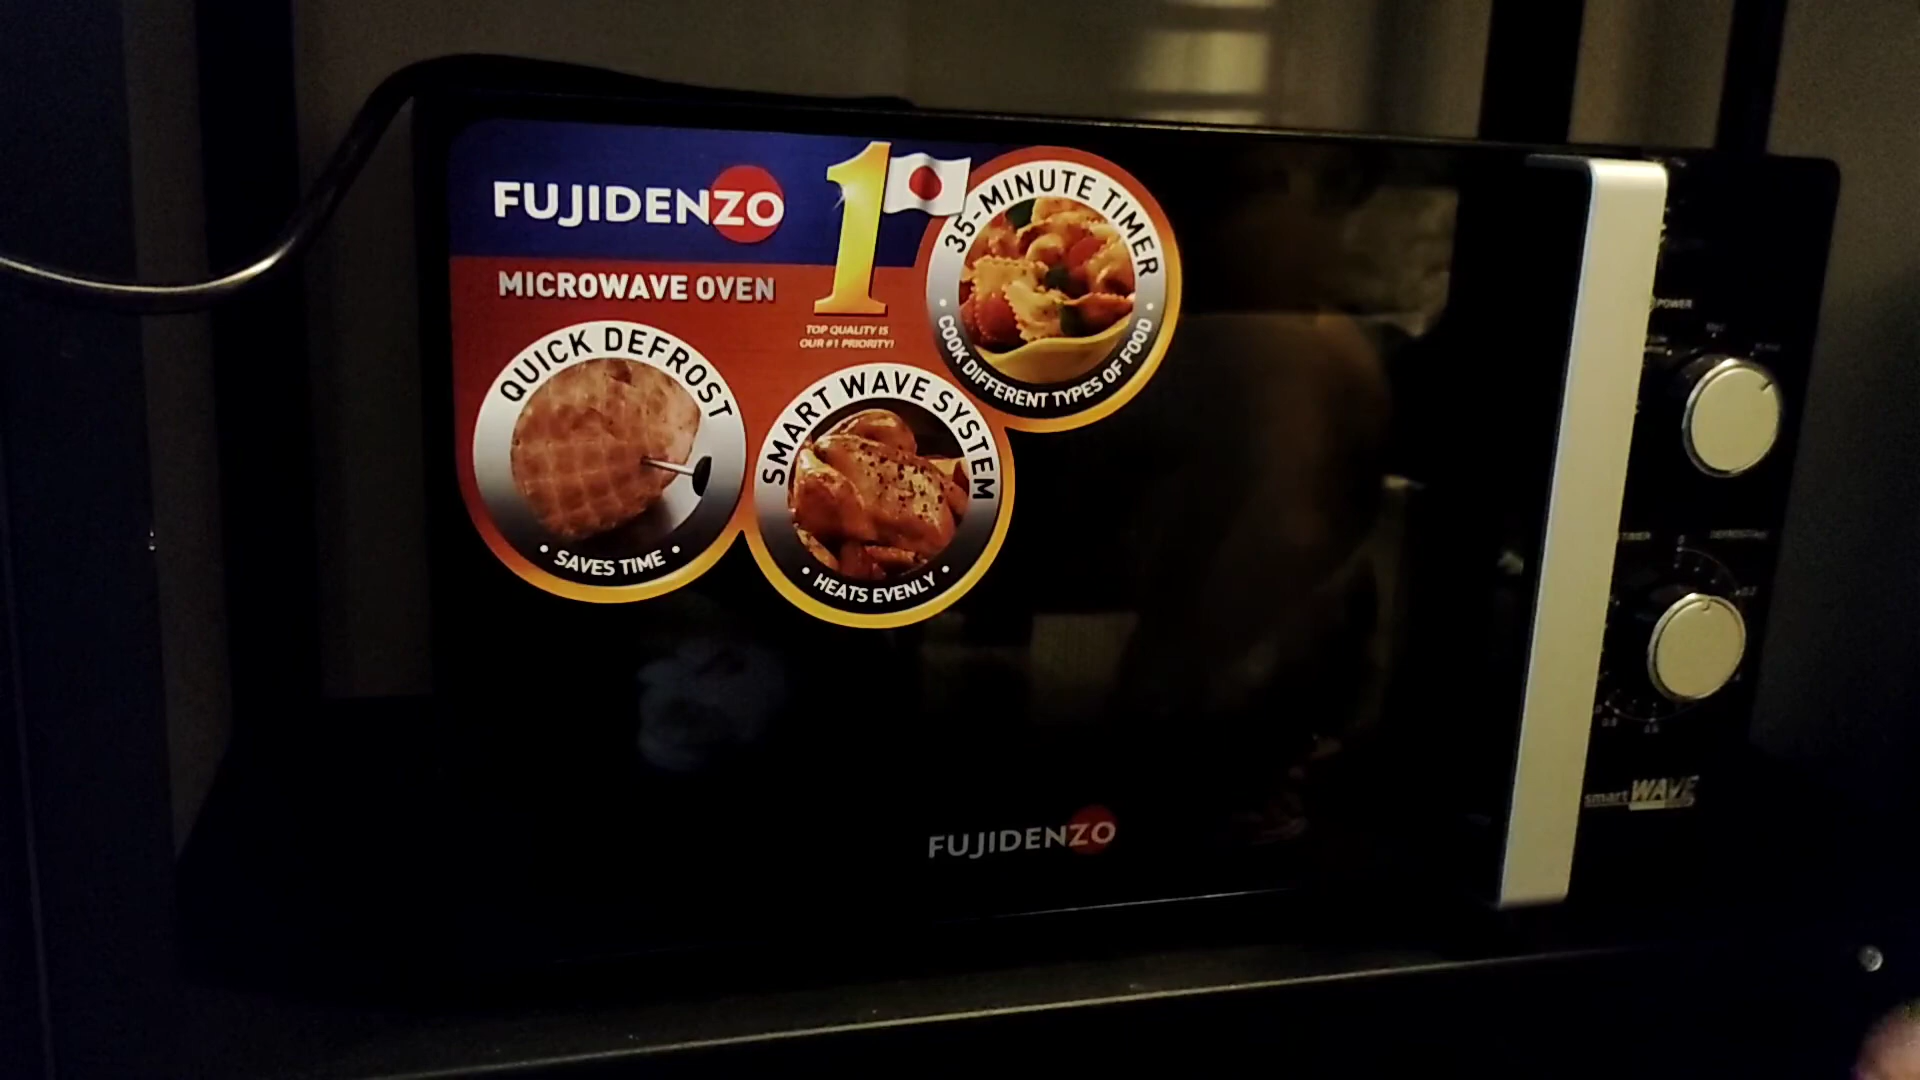 FUJIDENZO
1
MICROWAVE OVEN
TOP QUALITY IS
OUR #1 PRIORITY!
35-MINUTE TIMER
• COOK DIFFERENT TYPES OF FOOD •
QUICK DEFROST
• SAVES TIME •
SMART WAVE SYSTEM
• HEATS EVENLY •
POWER
TIMER
FUJIDENZO
smart WAVE